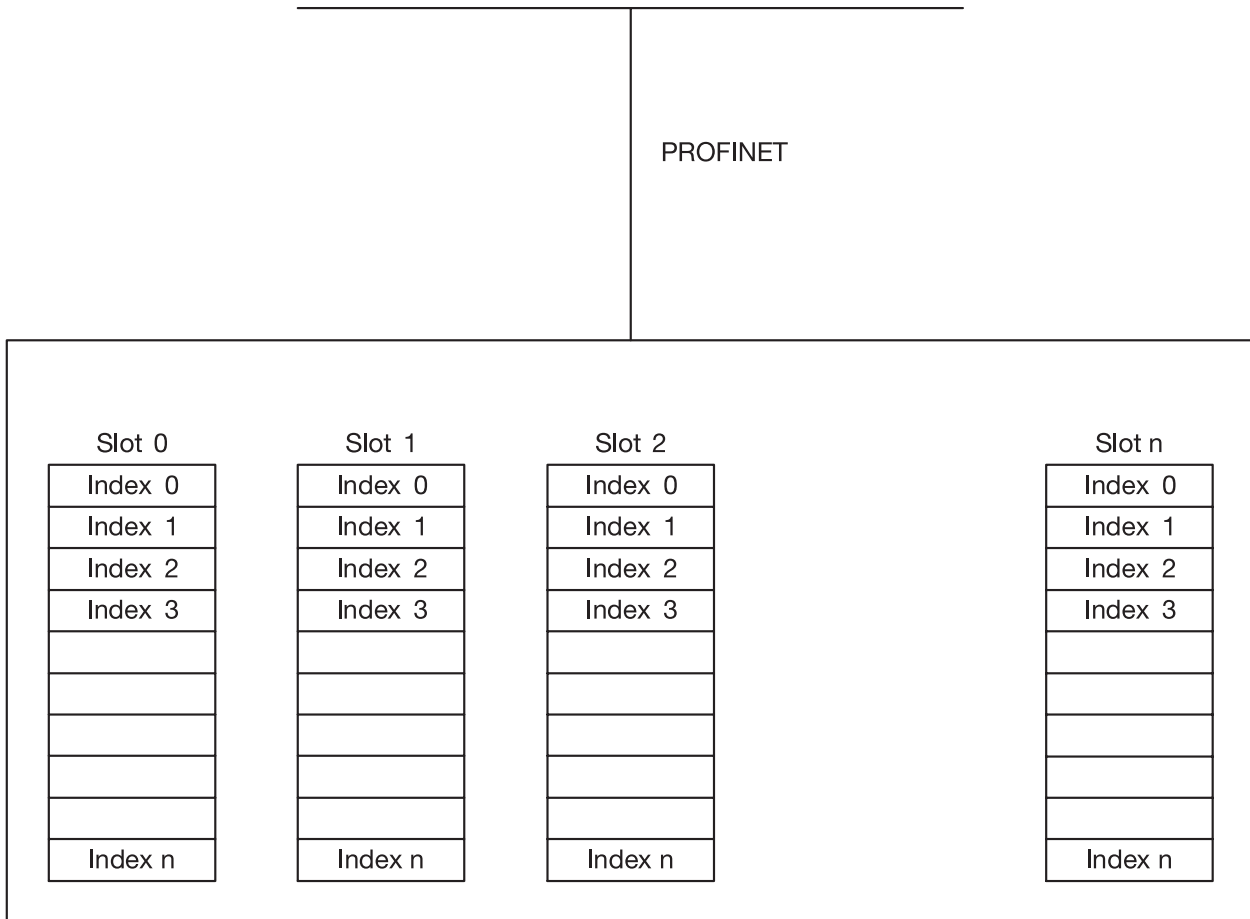 PROFINET
Slot 0 Slot 1 Slot 2 Slot n
Index 0 Index 0 Index 0 Index 0
Index 1 Index 1 Index 1 Index 1
Index 2 Index 2 Index 2 Index 2
Index 3 Index 3 Index 3 Index 3
Index n Index n Index n Index n